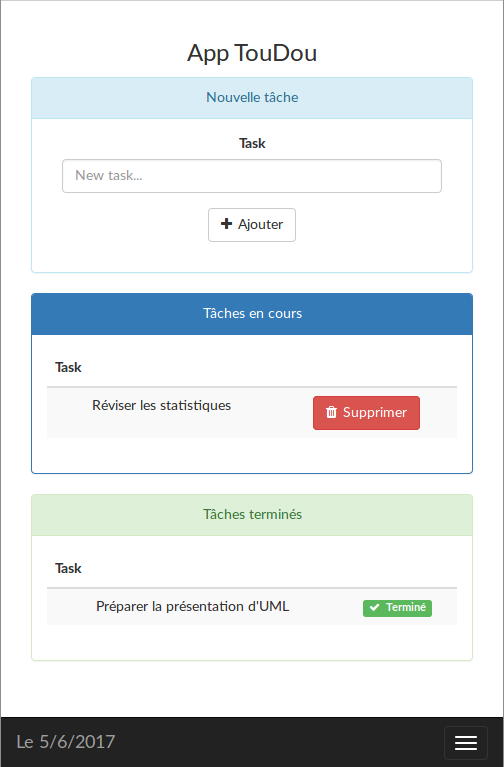 App TouDou
Nouvelle tâche
Task
New task...
Ajouter
Tâches en cours
Task
Réviser les statistiques
Supprimer
Tâches terminés
Task
Préparer la présentation d'UML
Terminé
Le 5/6/2017